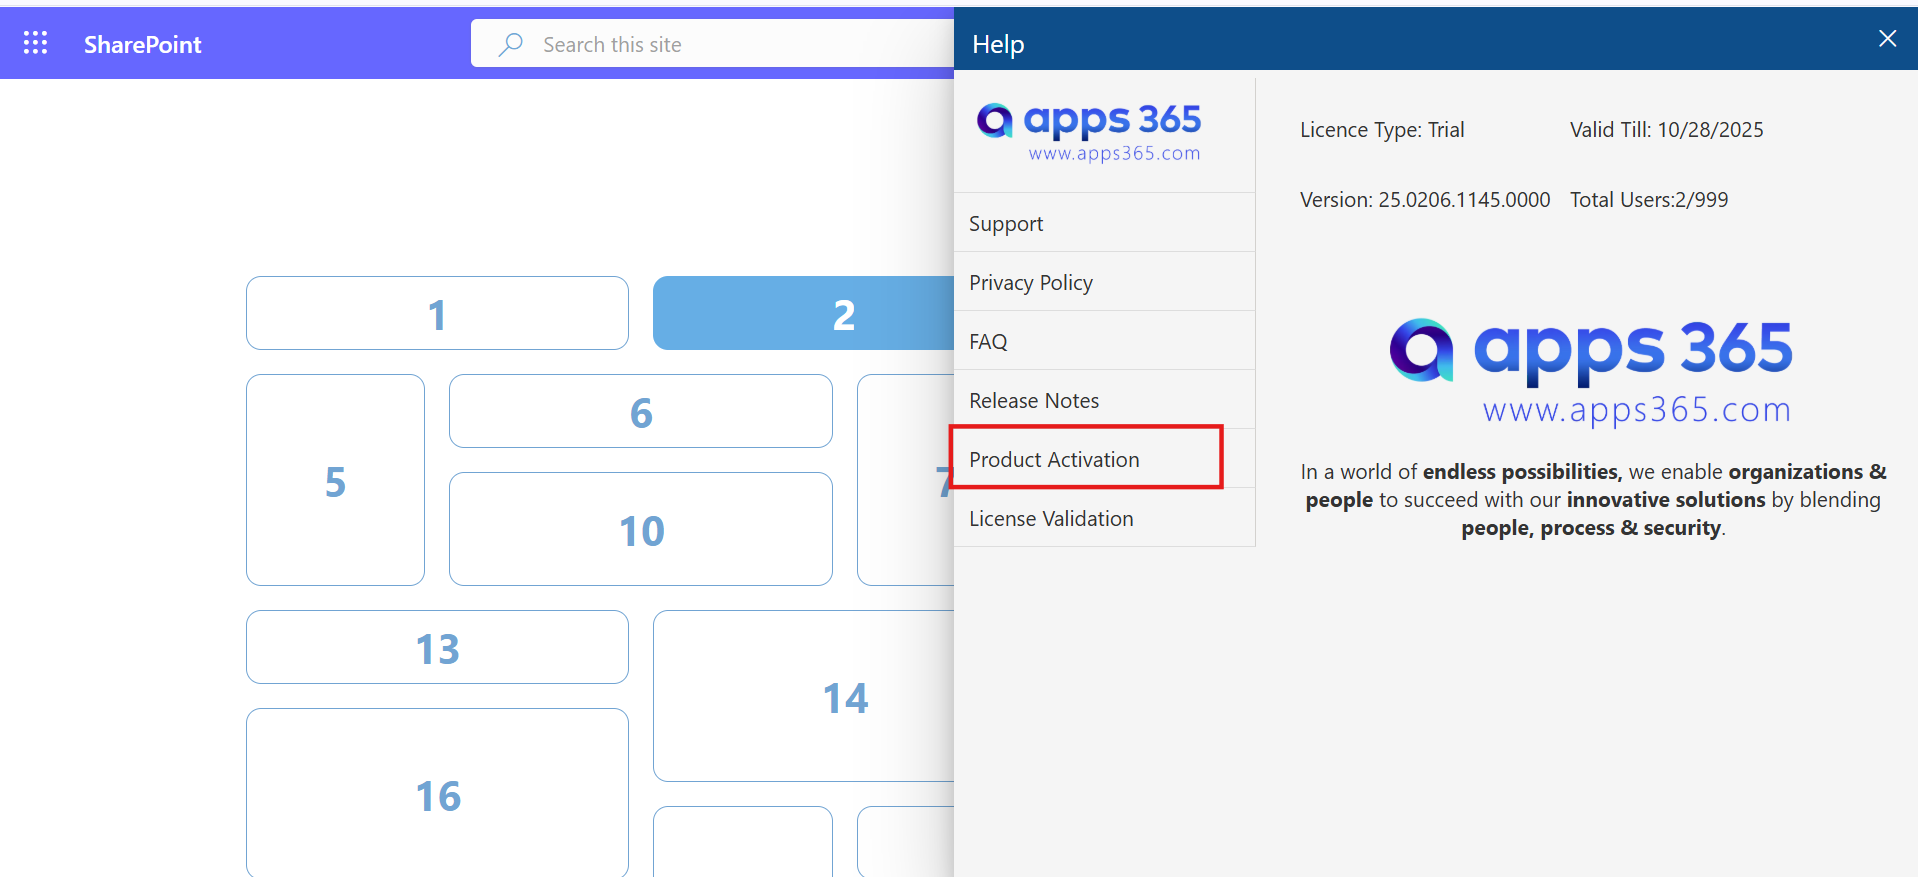 SharePoint
Search this site
Help
apps 365
www.apps365.com
Support
Privacy Policy
FAQ
Release Notes
Product Activation
License Validation
Licence Type: Trial
Valid Till: 10/28/2025
Version: 25.0206.1145.0000
Total Users:2/999
apps 365
www.apps365.com
In a world of endless possibilities, we enable organizations &
people to succeed with our innovative solutions by blending
people, process & security.
1
2
5
6
7
10
13
14
16